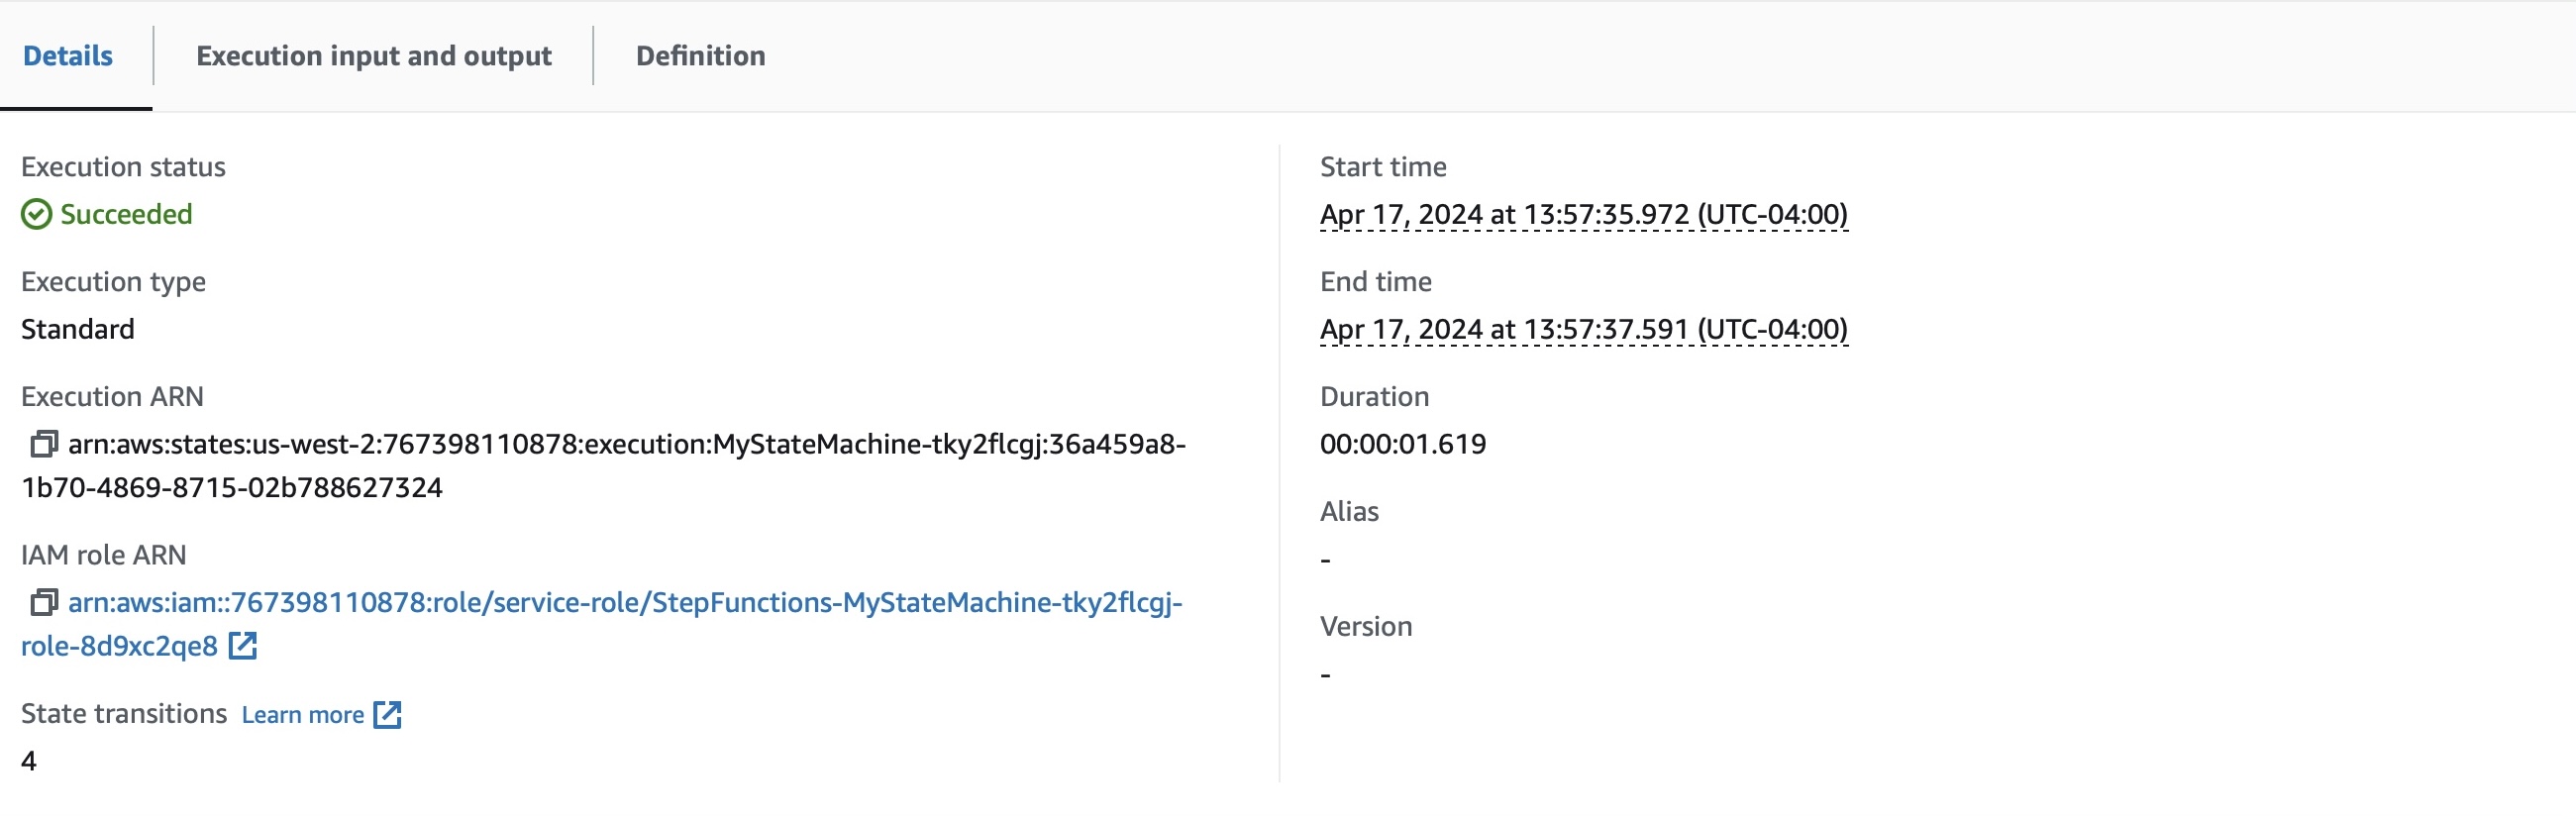 Details
Execution input and output
Definition
Execution status
Succeeded
Execution type
Standard
Execution ARN
arn:aws:states:us-west-2:767398110878:execution:MyStateMachine-tky2flcgj:36a459a8-
1b70-4869-8715-02b788627324
IAM role ARN
arn:aws:iam::767398110878:role/service-role/StepFunctions-MyStateMachine-tky2flcgj-
role-8d9xc2qe8
State transitions Learn more
4
Start time
Apr 17, 2024 at 13:57:35.972 (UTC-04:00)
End time
Apr 17, 2024 at 13:57:37.591 (UTC-04:00)
Duration
00:00:01.619
Alias
-
Version
-